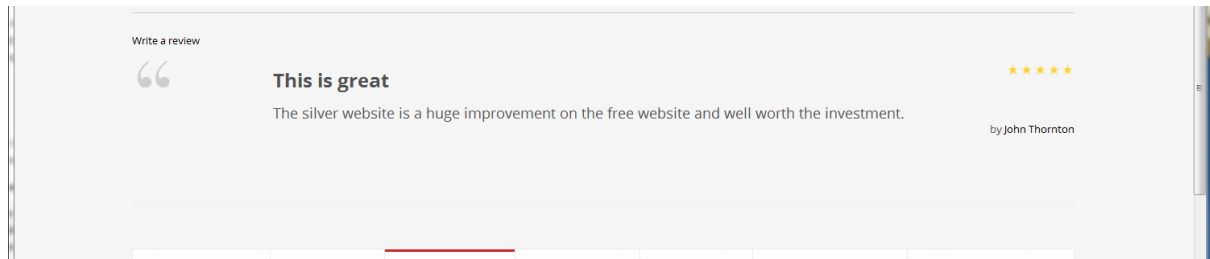 Write a review
“
This is great
★ ★ ★ ★ ★
The silver website is a huge improvement on the free website and well worth the investment.
by John Thornton